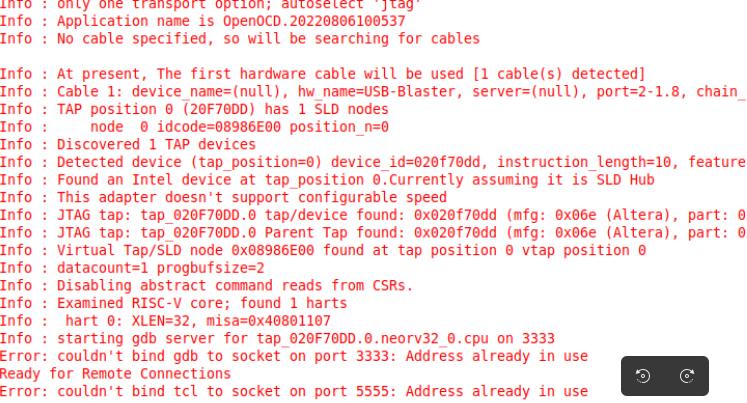 Info : only one transport option; autoselect 'jtag'
Info : Application name is OpenOCD.20220806100537
Info : No cable specified, so will be searching for cables
Info : At present, The first hardware cable will be used [1 cable(s) detected]
Info : Cable 1: device_name=(null), hw_name=USB-Blaster, server=(null), port=2-1.8, chain_
Info : TAP position 0 (20F70DD) has 1 SLD nodes
Info :     node  0 idcode=08986E00 position_n=0
Info : Discovered 1 TAP devices
Info : Detected device (tap_position=0) device_id=020f70dd, instruction_length=10, feature
Info : Found an Intel device at tap_position 0.Currently assuming it is SLD Hub
Info : This adapter doesn't support configurable speed
Info : JTAG tap: tap_020F70DD.0 tap/device found: 0x020f70dd (mfg: 0x06e (Altera), part: 0
Info : JTAG tap: tap_020F70DD.0 Parent Tap found: 0x020f70dd (mfg: 0x06e (Altera), part: 0
Info : Virtual Tap/SLD node 0x08986E00 found at tap position 0 vtap position 0
Info : datacount=1 progbufsize=2
Info : Disabling abstract command reads from CSRs.
Info : Examined RISC-V core; found 1 harts
Info :  hart 0: XLEN=32, misa=0x40801107
Info : starting gdb server for tap_020F70DD.0.neorv32_0.cpu on 3333
Error: couldn't bind gdb to socket on port 3333: Address already in use
Ready for Remote Connections
Error: couldn't bind tcl to socket on port 5555: Address already in use